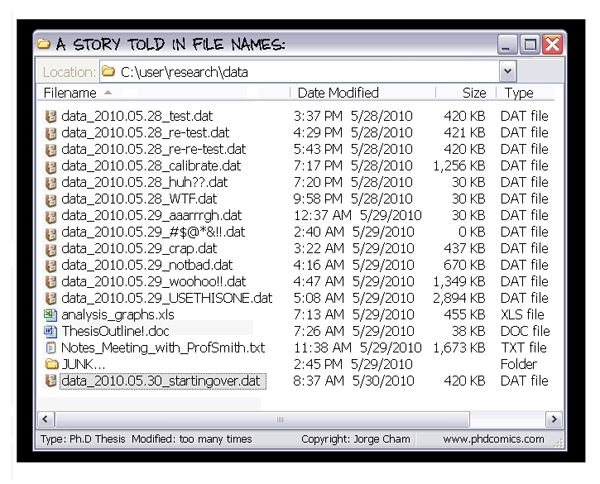 A STORY TOLD IN FILE NAMES:
Location: C:\user\research\data
Filename Date Modified Size Type
data_2010.05.28_test.dat 3:37 PM 5/28/2010 420 KB DAT file
data_2010.05.28_re-test.dat 4:29 PM 5/28/2010 421 KB DAT file
data_2010.05.28_re-re-test.dat 5:43 PM 5/28/2010 420 KB DAT file
data_2010.05.28_calibrate.dat 7:17 PM 5/28/2010 1,256 KB DAT file
data_2010.05.28_huh??.dat 7:20 PM 5/28/2010 30 KB DAT file
data_2010.05.28_WTF.dat 9:58 PM 5/28/2010 30 KB DAT file
data_2010.05.29_aaarrrgh.dat 12:37 AM 5/29/2010 30 KB DAT file
data_2010.05.29_#$@*&!!.dat 2:40 AM 5/29/2010 0 KB DAT file
data_2010.05.29_crap.dat 3:22 AM 5/29/2010 437 KB DAT file
data_2010.05.29_notbad.dat 4:16 AM 5/29/2010 670 KB DAT file
data_2010.05.29_woohoo!!.dat 4:47 AM 5/29/2010 1,349 KB DAT file
data_2010.05.29_USETHISONE.dat 5:08 AM 5/29/2010 2,894 KB DAT file
analysis_graphs.xls 7:13 AM 5/29/2010 455 KB XLS file
ThesisOutline!.doc 7:26 AM 5/29/2010 38 KB DOC file
Notes_Meeting_with_ProfSmith.txt 11:38 AM 5/29/2010 1,673 KB TXT file
JUNK... 2:45 PM 5/29/2010 Folder
data_2010.05.30_startingover.dat 8:37 AM 5/30/2010 420 KB DAT file
Type: Ph.D Thesis Modified: too many times Copyright: Jorge Cham www.phdcomics.com